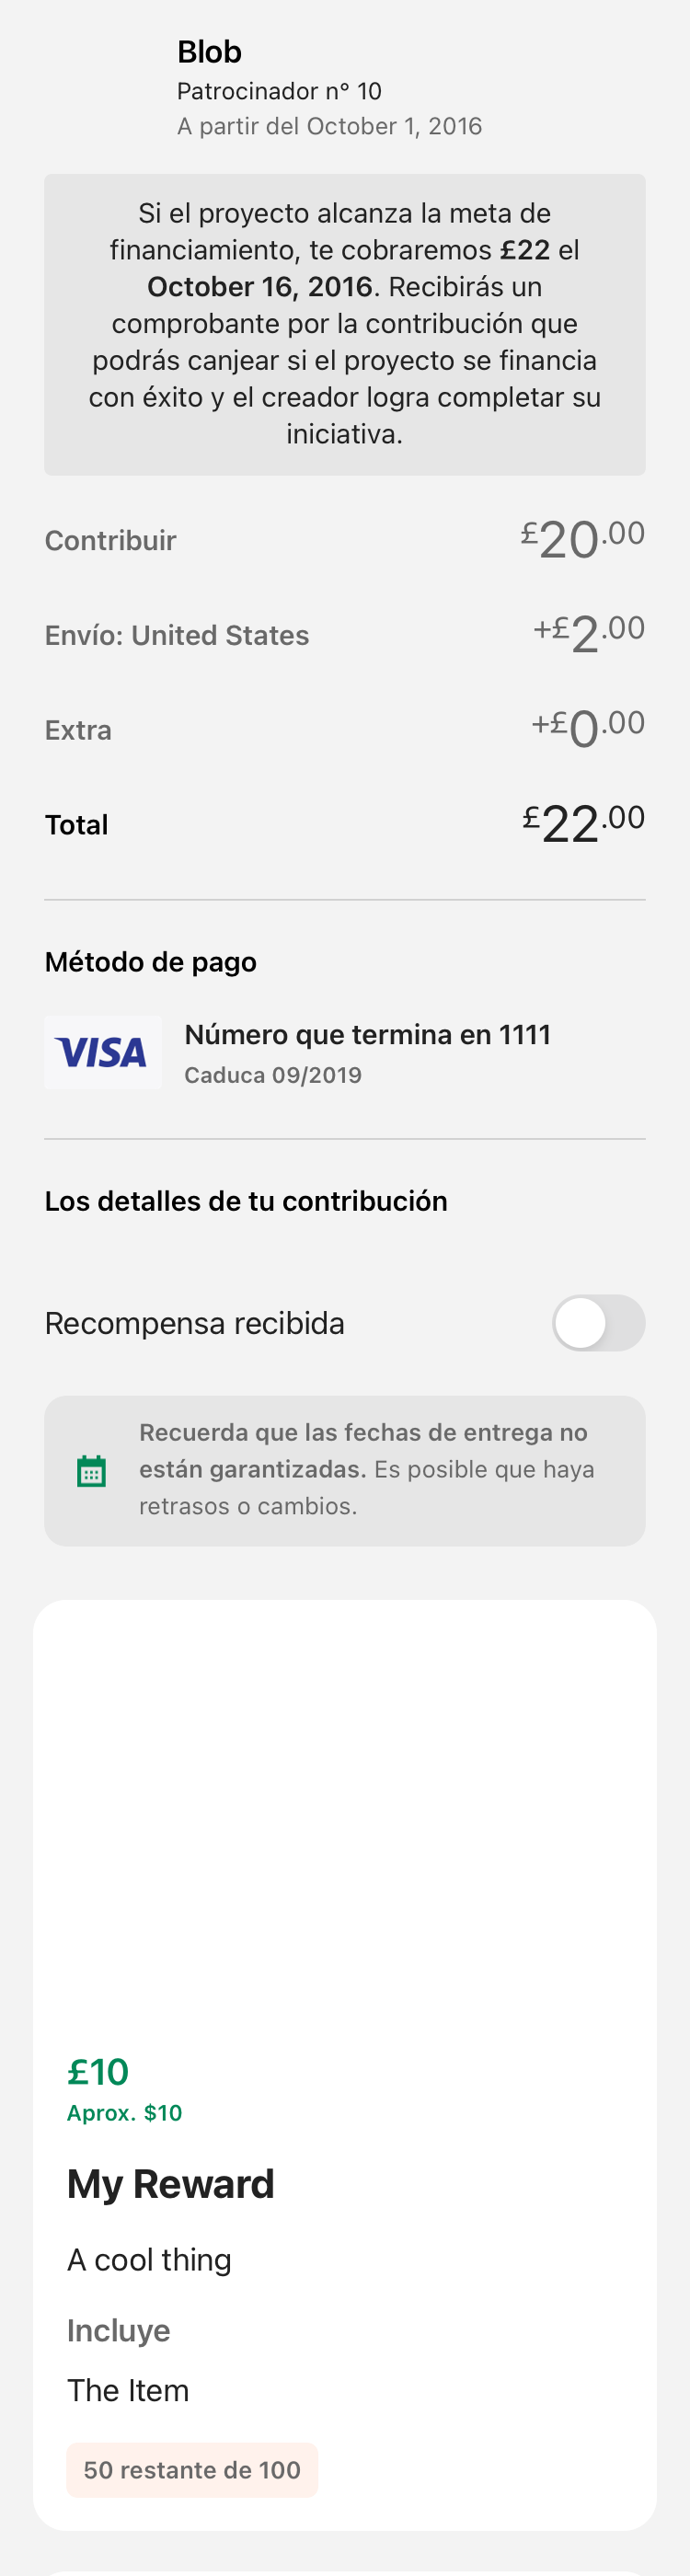 Blob
Patrocinador n° 10
A partir del October 1, 2016
Si el proyecto alcanza la meta de
financiamiento, te cobraremos £22 el
October 16, 2016. Recibirás un
comprobante por la contribución que
podrás canjear si el proyecto se financia
con éxito y el creador logra completar su
iniciativa.
Contribuir £20.00
Envío: United States +£2.00
Extra +£0.00
Total £22.00
Método de pago
VISA
Número que termina en 1111
Caduca 09/2019
Los detalles de tu contribución
Recompensa recibida
Recuerda que las fechas de entrega no
están garantizadas. Es posible que haya
retrasos o cambios.
£10
Aprox. $10
My Reward
A cool thing
Incluye
The Item
50 restante de 100